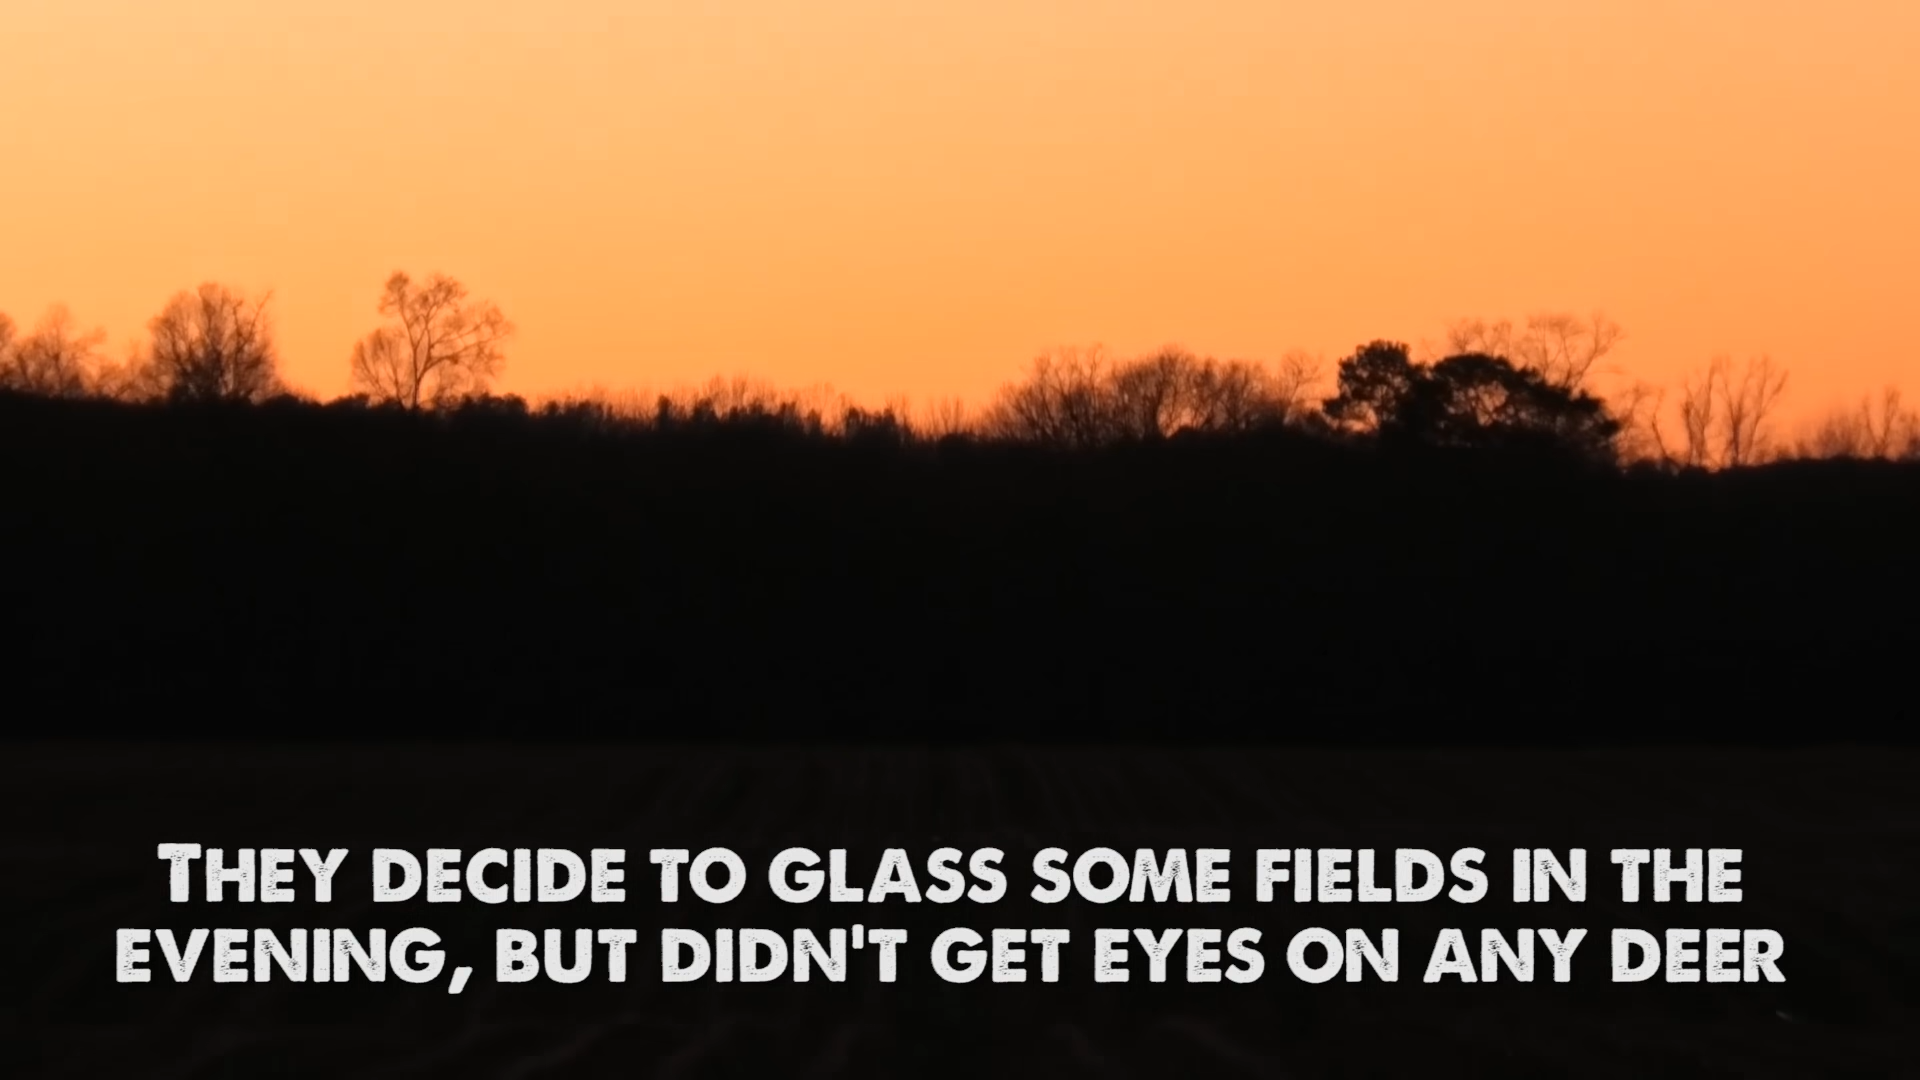 They decide to glass some fields in the
evening, but didn't get eyes on any deer